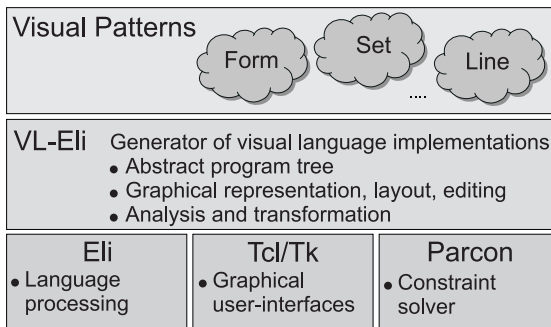 Visual Patterns
Form
Set
Line
....
VL-Eli Generator of visual language implementations
• Abstract program tree
• Graphical representation, layout, editing
• Analysis and transformation
Eli
• Language
processing
Tcl/Tk
• Graphical
user-interfaces
Parcon
• Constraint
solver